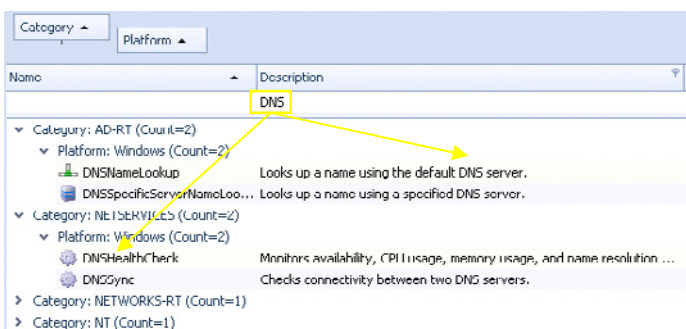 Category
Platform
Name Description
DNS
Category: AD-RT (Count=2)
Platform: Windows (Count=2)
DNSNameLookup Looks up a name using the default DNS server.
DNSSpecificServerNameLoo... Looks up a name using a specified DNS server.
Category: NETSERVICES (Count=2)
Platform: Windows (Count=2)
DNSHealthCheck Monitors availability, CPU usage, memory usage, and name resolution ...
DNSSync Checks connectivity between two DNS servers.
Category: NETWORKS-RT (Count=1)
Category: NT (Count=1)